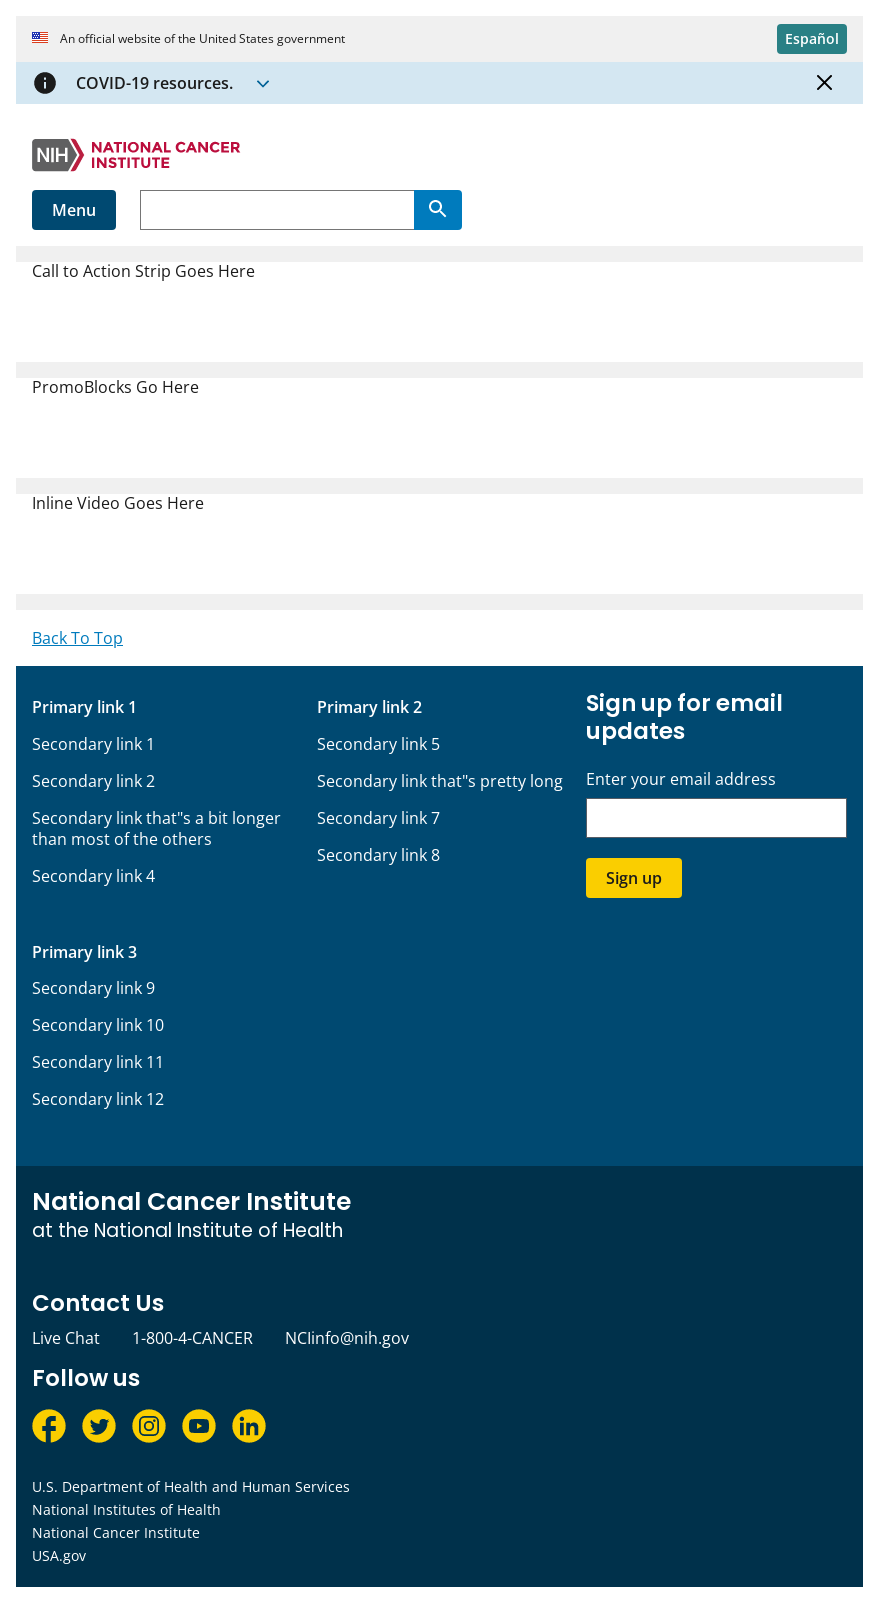 An official website of the United States government
Español
COVID-19 resources.
NIH NATIONAL CANCER
INSTITUTE
Menu
Call to Action Strip Goes Here
PromoBlocks Go Here
Inline Video Goes Here
Back To Top
Primary link 1
Secondary link 1
Secondary link 2
Secondary link that"s a bit longer
than most of the others
Secondary link 4
Primary link 2
Secondary link 5
Secondary link that"s pretty long
Secondary link 7
Secondary link 8
Sign up for email
updates
Enter your email address
Sign up
Primary link 3
Secondary link 9
Secondary link 10
Secondary link 11
Secondary link 12
National Cancer Institute
at the National Institute of Health
Contact Us
Live Chat 1-800-4-CANCER NCIinfo@nih.gov
Follow us
U.S. Department of Health and Human Services
National Institutes of Health
National Cancer Institute
USA.gov